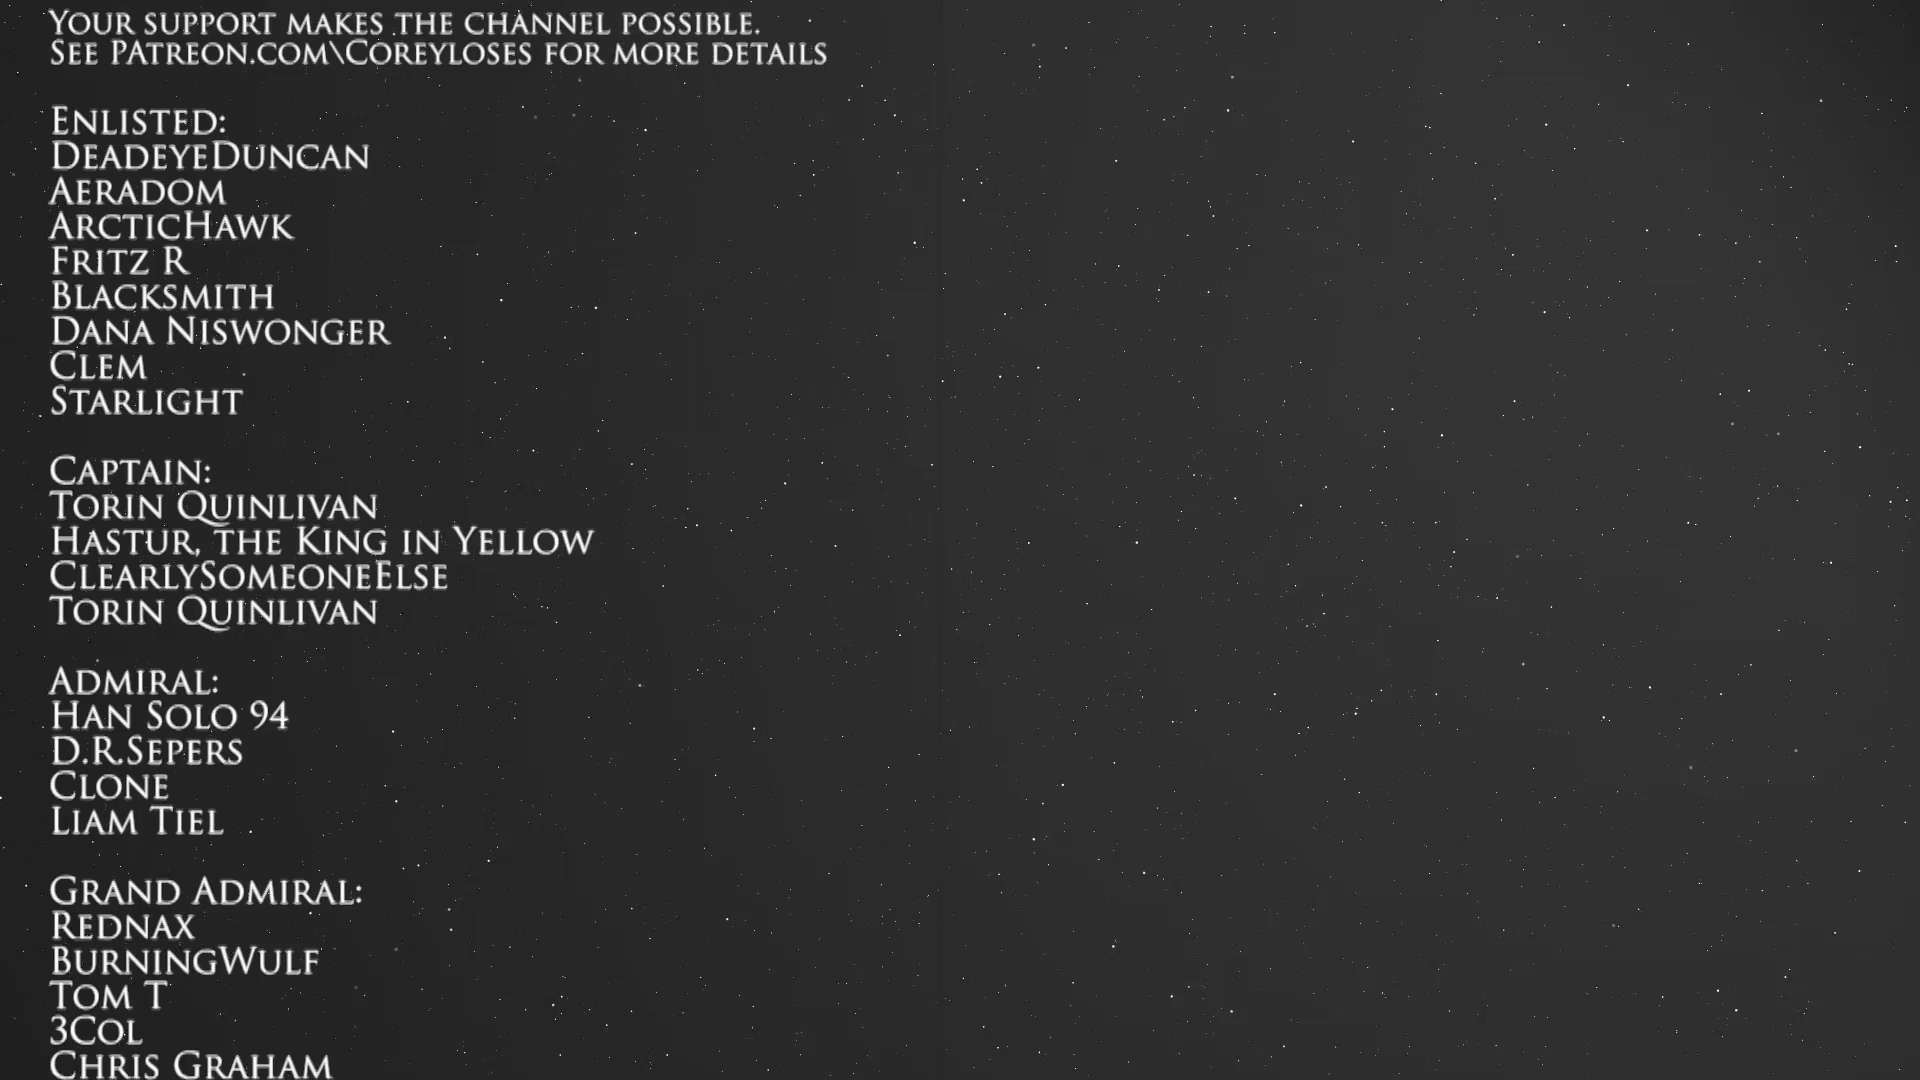 Your support makes the channel possible.
See Patreon.com\Coreyloses for more details
Enlisted:
DeadeyeDuncan
Aeradom
ArcticHawk
Fritz R
Blacksmith
Dana Niswonger
Clem
Starlight
Captain:
Torin Quinlivan
Hastur, the King in Yellow
ClearlySomeoneElse
Torin Quinlivan
Admiral:
Han Solo 94
D.R.Sepers
Clone
Liam Tiel
Grand Admiral:
Rednax
BurningWulf
Tom T
3Col
Chris Graham